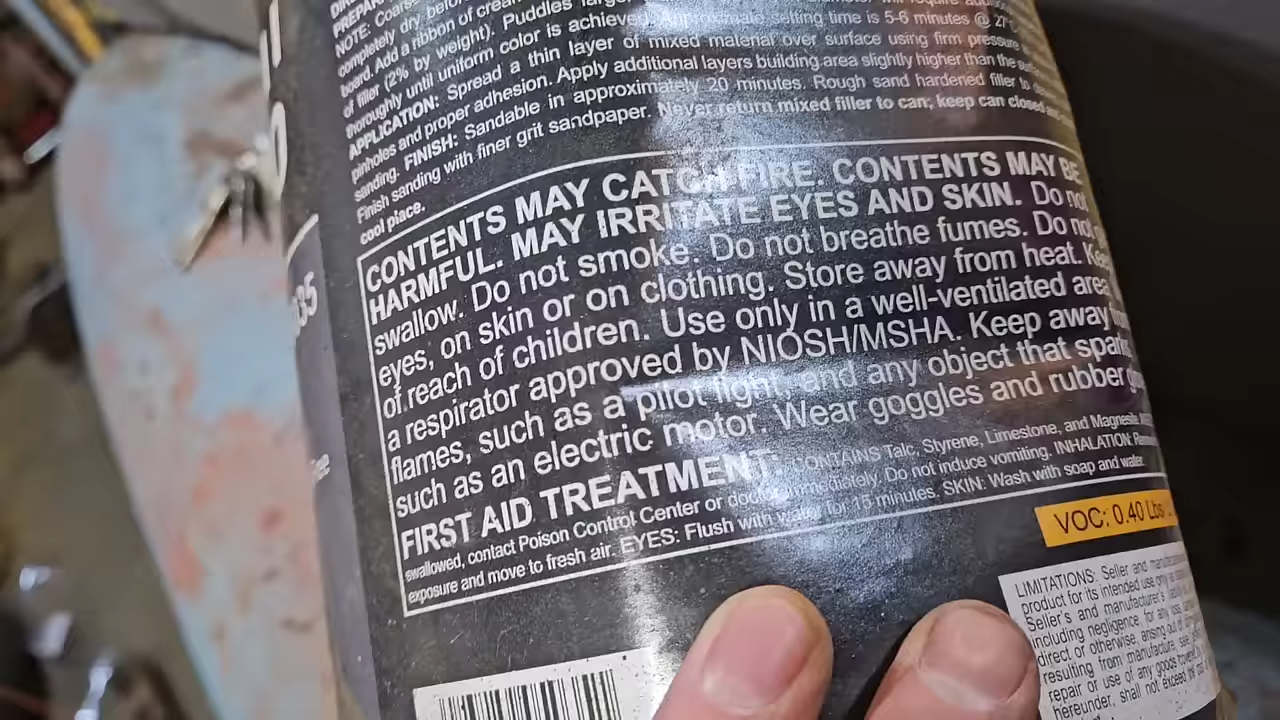 NOTE: Coarse
completely dry, before
board. Add a ribbon of cream
of filler (2% by weight). Puddles larger
thoroughly until uniform color is achieved. Approximate setting time is 5-6 minutes @ 27°
APPLICATION: Spread a thin layer of mixed material over surface using firm pressure
pinholes and proper adhesion. Apply additional layers building area slightly higher than the
sanding. FINISH: Sandable in approximately 20 minutes. Rough sand hardened filler to
Finish sanding with finer grit sandpaper. Never return mixed filler to can; keep can closed
cool place.
CONTENTS MAY CATCH FIRE. CONTENTS MAY BE
HARMFUL. MAY IRRITATE EYES AND SKIN. Do not
swallow. Do not smoke. Do not breathe fumes. Do not
eyes, on skin or on clothing. Store away from heat. Keep
of reach of children. Use only in a well-ventilated area
a respirator approved by NIOSH/MSHA. Keep away
flames, such as a pilot light, and any object that sparks
such as an electric motor. Wear goggles and rubber
FIRST AID TREATMENT: CONTAINS Talc, Styrene, Limestone, and Magnesite
swallowed, contact Poison Control Center or doctor immediately. Do not induce vomiting. INHALATION:
exposure and move to fresh air. EYES: Flush with water for 15 minutes. SKIN: Wash with soap and water.
VOC: 0.40 Lbs
LIMITATIONS: Seller and
product for its intended use only
Seller's and manufacturer's
including negligence, for any loss
direct or otherwise, arising out
resulting from manufacture,
repair or use of any goods
hereunder, shall not exceed
35